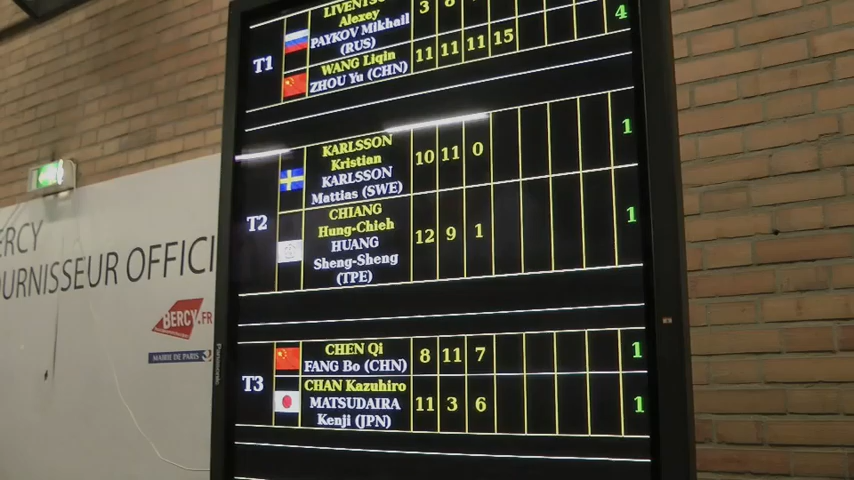 Alexey
PAYKOV Mikhail
(RUS)
4
T1
WANG Liqin
ZHOU Yu (CHN)
11 11 11 15
KARLSSON
Kristian
KARLSSON
Mattias (SWE)
10 11 0
1
T2
CHIANG
Hung-Chieh
HUANG
Sheng-Sheng
(TPE)
12 9 1
1
T3
CHEN Qi
FANG Bo (CHN)
8 11 7
1
CHAN Kazuhiro
MATSUDAIRA
Kenji (JPN)
11 3 6
1
ERCY
OURNISSEUR OFFICI
BERCY.FR
MAIRIE DE PARIS